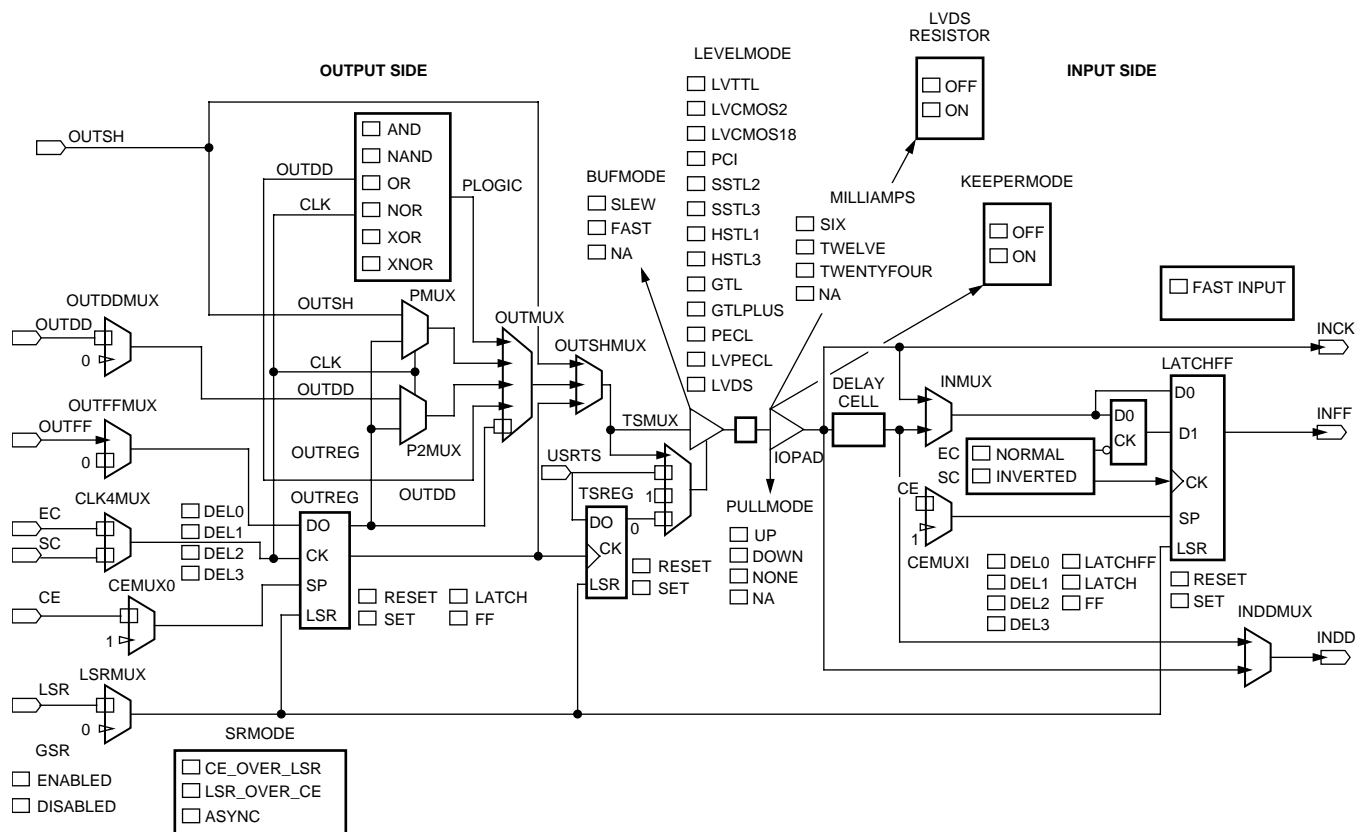 LVDS
RESISTOR
OFF
ON
OUTPUT SIDE
INPUT SIDE
LEVELMODE
LVTTL
LVCMOS2
LVCMOS18
PCI
SSTL2
SSTL3
HSTL1
HSTL3
GTL
GTLPLUS
PECL
LVPECL
LVDS
OUTSH
AND
NAND
OR
NOR
XOR
XNOR
OUTDD
CLK
PLOGIC
BUFMODE
SLEW
FAST
NA
MILLIAMPS
SIX
TWELVE
TWENTYFOUR
NA
KEEPERMODE
OFF
ON
FAST INPUT
OUTDDMUX
OUTDD
0
OUTSH
PMUX
CLK
OUTDD
P2MUX
OUTREG
OUTDD
OUTMUX
OUTSHMUX
OUTFFMUX
OUTFF
0
CLK4MUX
EC
SC
DEL0
DEL1
DEL2
DEL3
CEMUX0
CE
1
OUTREG
DO
CK
SP
LSR
RESET
SET
LATCH
FF
USRTS
TSMUX
1
0
TSREG
DO
CK
LSR
RESET
SET
IOPAD
PULLMODE
UP
DOWN
NONE
NA
DELAY
CELL
INMUX
INCK
LATCHFF
D0
D1
CK
SP
LSR
D0
CK
INFF
EC
SC
NORMAL
INVERTED
CE
1
CEMUXI
DEL0
DEL1
DEL2
DEL3
LATCHFF
LATCH
FF
RESET
SET
INDDMUX
INDD
LSRMUX
LSR
0
GSR
ENABLED
DISABLED
SRMODE
CE_OVER_LSR
LSR_OVER_CE
ASYNC